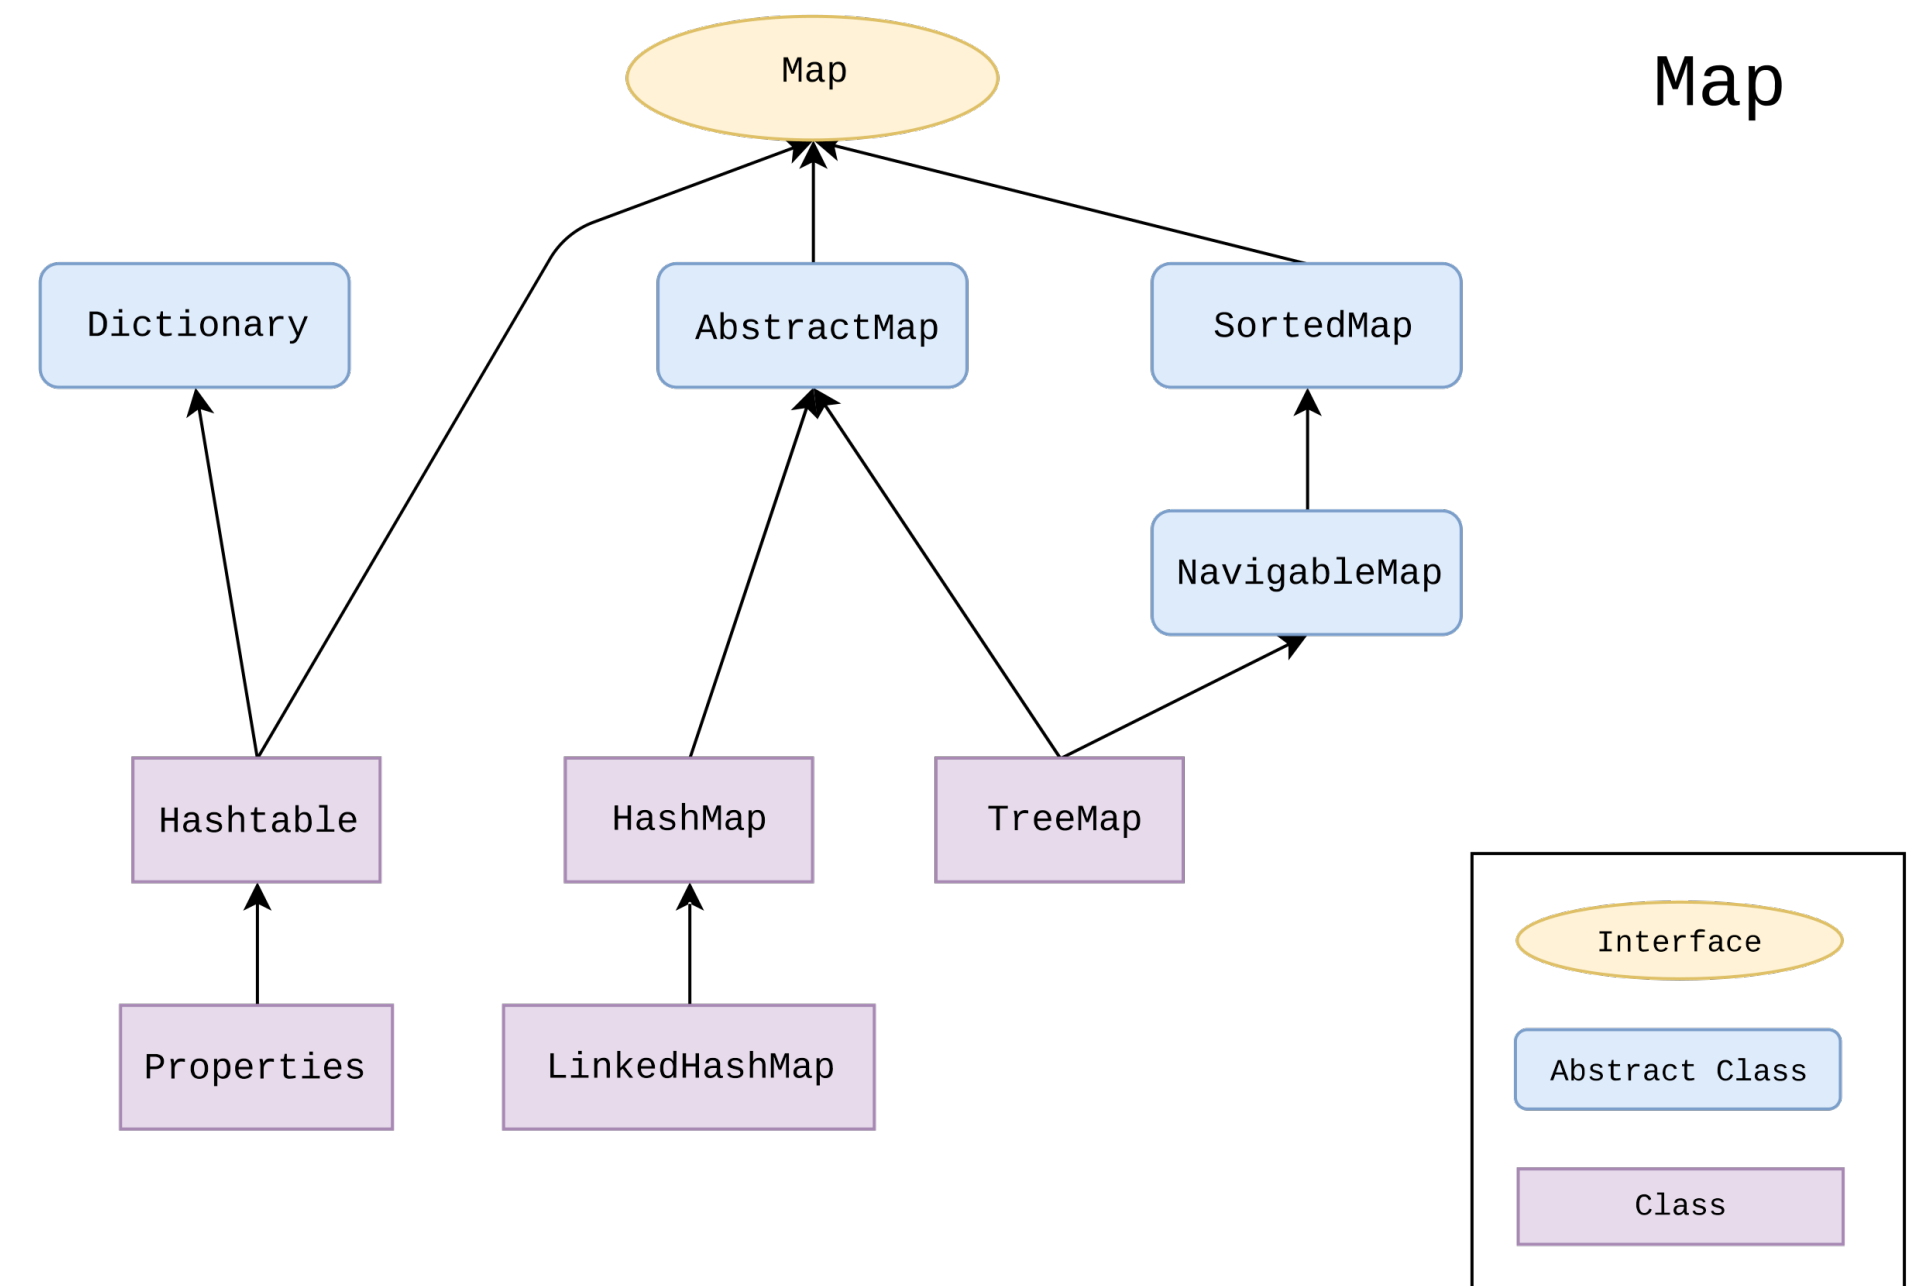 Map
Map
Dictionary
AbstractMap
SortedMap
NavigableMap
Hashtable
HashMap
TreeMap
Properties
LinkedHashMap
Interface
Abstract Class
Class